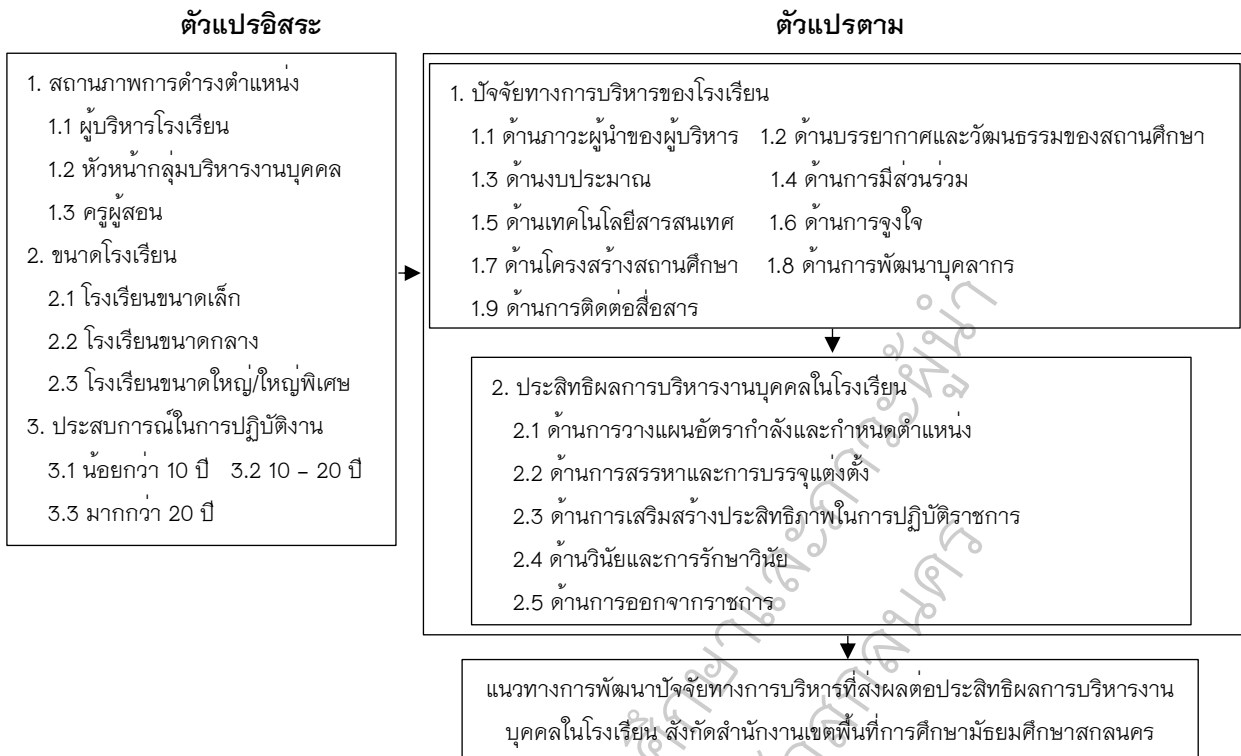 ตัวแปรอิสระ
ตัวแปรตาม
1. สถานภาพการดำรงตำแหน่ง
1.1 ผู้บริหารโรงเรียน
1.2 หัวหน้ากลุ่มบริหารงานบุคคล
1.3 ครูผู้สอน
2. ขนาดโรงเรียน
2.1 โรงเรียนขนาดเล็ก
2.2 โรงเรียนขนาดกลาง
2.3 โรงเรียนขนาดใหญ่/ใหญ่พิเศษ
3. ประสบการณ์ในการปฏิบัติงาน
3.1 น้อยกว่า 10 ปี 3.2 10 – 20 ปี
3.3 มากกว่า 20 ปี
1. ปัจจัยทางการบริหารของโรงเรียน
1.1 ด้านภาวะผู้นำของผู้บริหาร 1.2 ด้านบรรยากาศและวัฒนธรรมของสถานศึกษา
1.3 ด้านงบประมาณ 1.4 ด้านการมีส่วนร่วม
1.5 ด้านเทคโนโลยีสารสนเทศ 1.6 ด้านการจูงใจ
1.7 ด้านโครงสร้างสถานศึกษา 1.8 ด้านการพัฒนาบุคลากร
1.9 ด้านการติดต่อสื่อสาร
2. ประสิทธิผลการบริหารงานบุคคลในโรงเรียน
2.1 ด้านการวางแผนอัตรากำลังและกำหนดตำแหน่ง
2.2 ด้านการสรรหาและการบรรจุแต่งตั้ง
2.3 ด้านการเสริมสร้างประสิทธิภาพในการปฏิบัติราชการ
2.4 ด้านวินัยและการรักษาวินัย
2.5 ด้านการออกจากราชการ
แนวทางการพัฒนาปัจจัยทางการบริหารที่ส่งผลต่อประสิทธิผลการบริหารงาน
บุคคลในโรงเรียน สังกัดสำนักงานเขตพื้นที่การศึกษามัธยมศึกษาสกลนคร